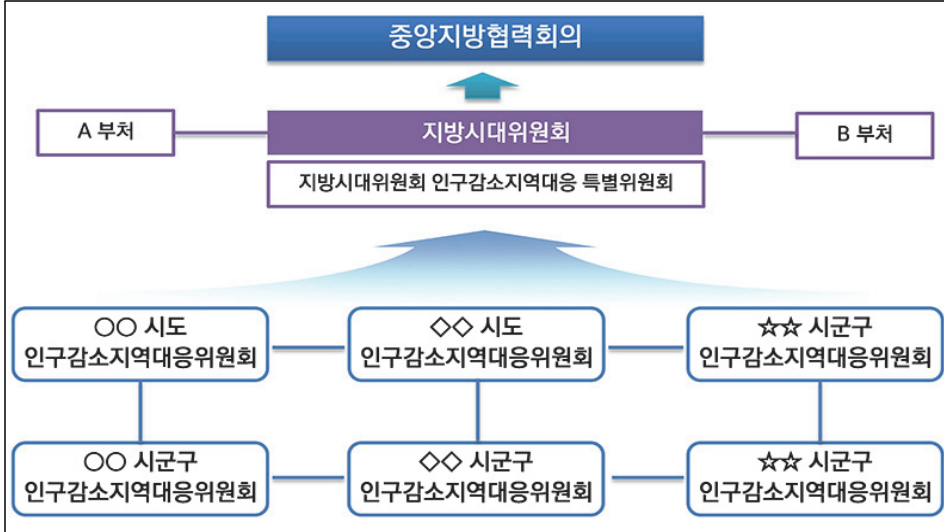 중앙지방협력회의
A 부처
지방시대위원회
B 부처
지방시대위원회 인구감소지역대응 특별위원회
○○ 시도
인구감소지역대응위원회
◇◇ 시도
인구감소지역대응위원회
☆☆ 시군구
인구감소지역대응위원회
○○ 시군구
인구감소지역대응위원회
◇◇ 시군구
인구감소지역대응위원회
☆☆ 시군구
인구감소지역대응위원회